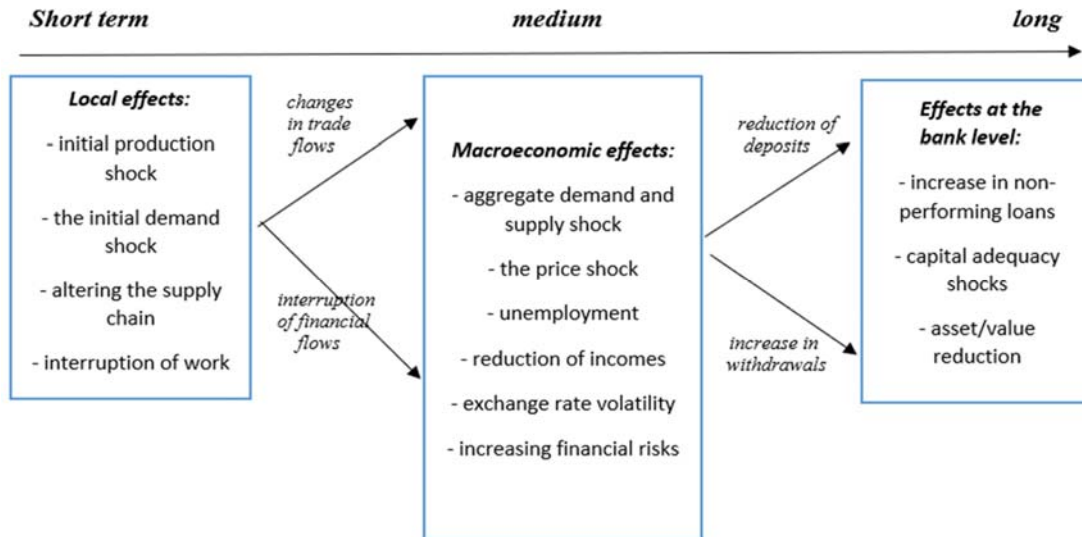 Short term
medium
long
Local effects:
- initial production
shock
- the initial demand
shock
- altering the supply
chain
- interruption of work
changes
in trade
flows
interruption
of financial
flows
Macroeconomic effects:
- aggregate demand and
supply shock
- the price shock
- unemployment
- reduction of incomes
- exchange rate volatility
- increasing financial risks
reduction of
deposits
increase in
withdrawals
Effects at the
bank level:
- increase in non-
performing loans
- capital adequacy
shocks
- asset/value
reduction